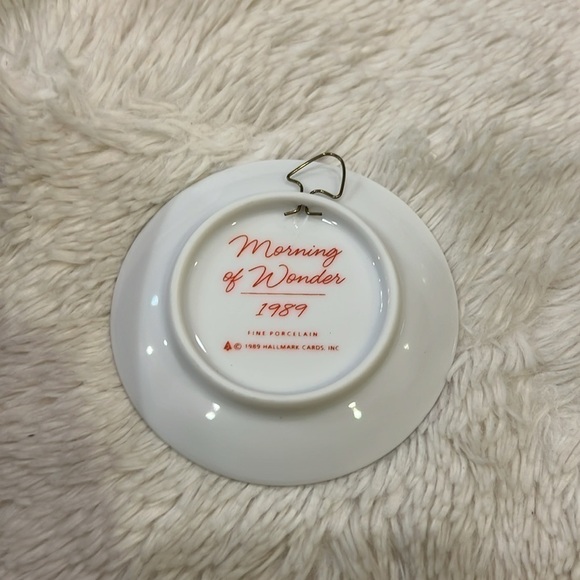 Morning
of Wonder
1989
FINE PORCELAIN
© 1989 HALLMARK CARDS, INC